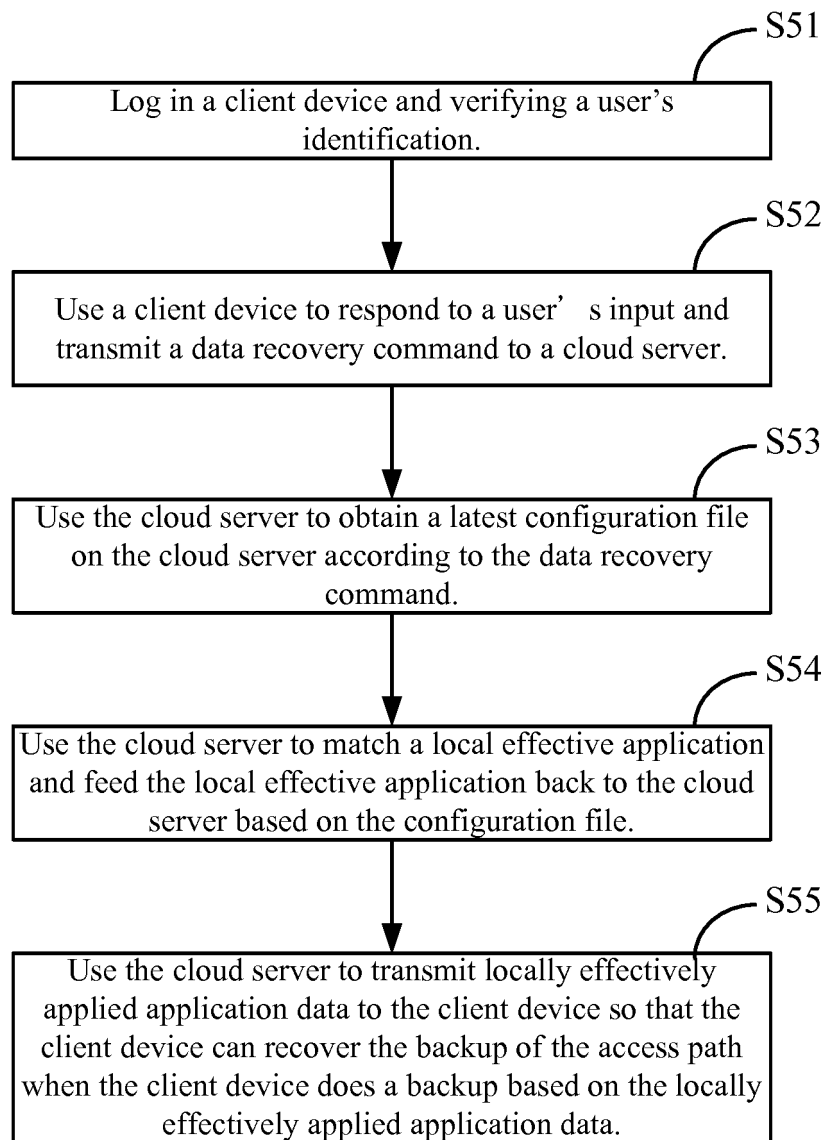 S51
Log in a client device and verifying a user's
identification.
S52
Use a client device to respond to a user’ s input and
transmit a data recovery command to a cloud server.
S53
Use the cloud server to obtain a latest configuration file
on the cloud server according to the data recovery
command.
S54
Use the cloud server to match a local effective application
and feed the local effective application back to the cloud
server based on the configuration file.
S55
Use the cloud server to transmit locally effectively
applied application data to the client device so that the
client device can recover the backup of the access path
when the client device does a backup based on the locally
effectively applied application data.